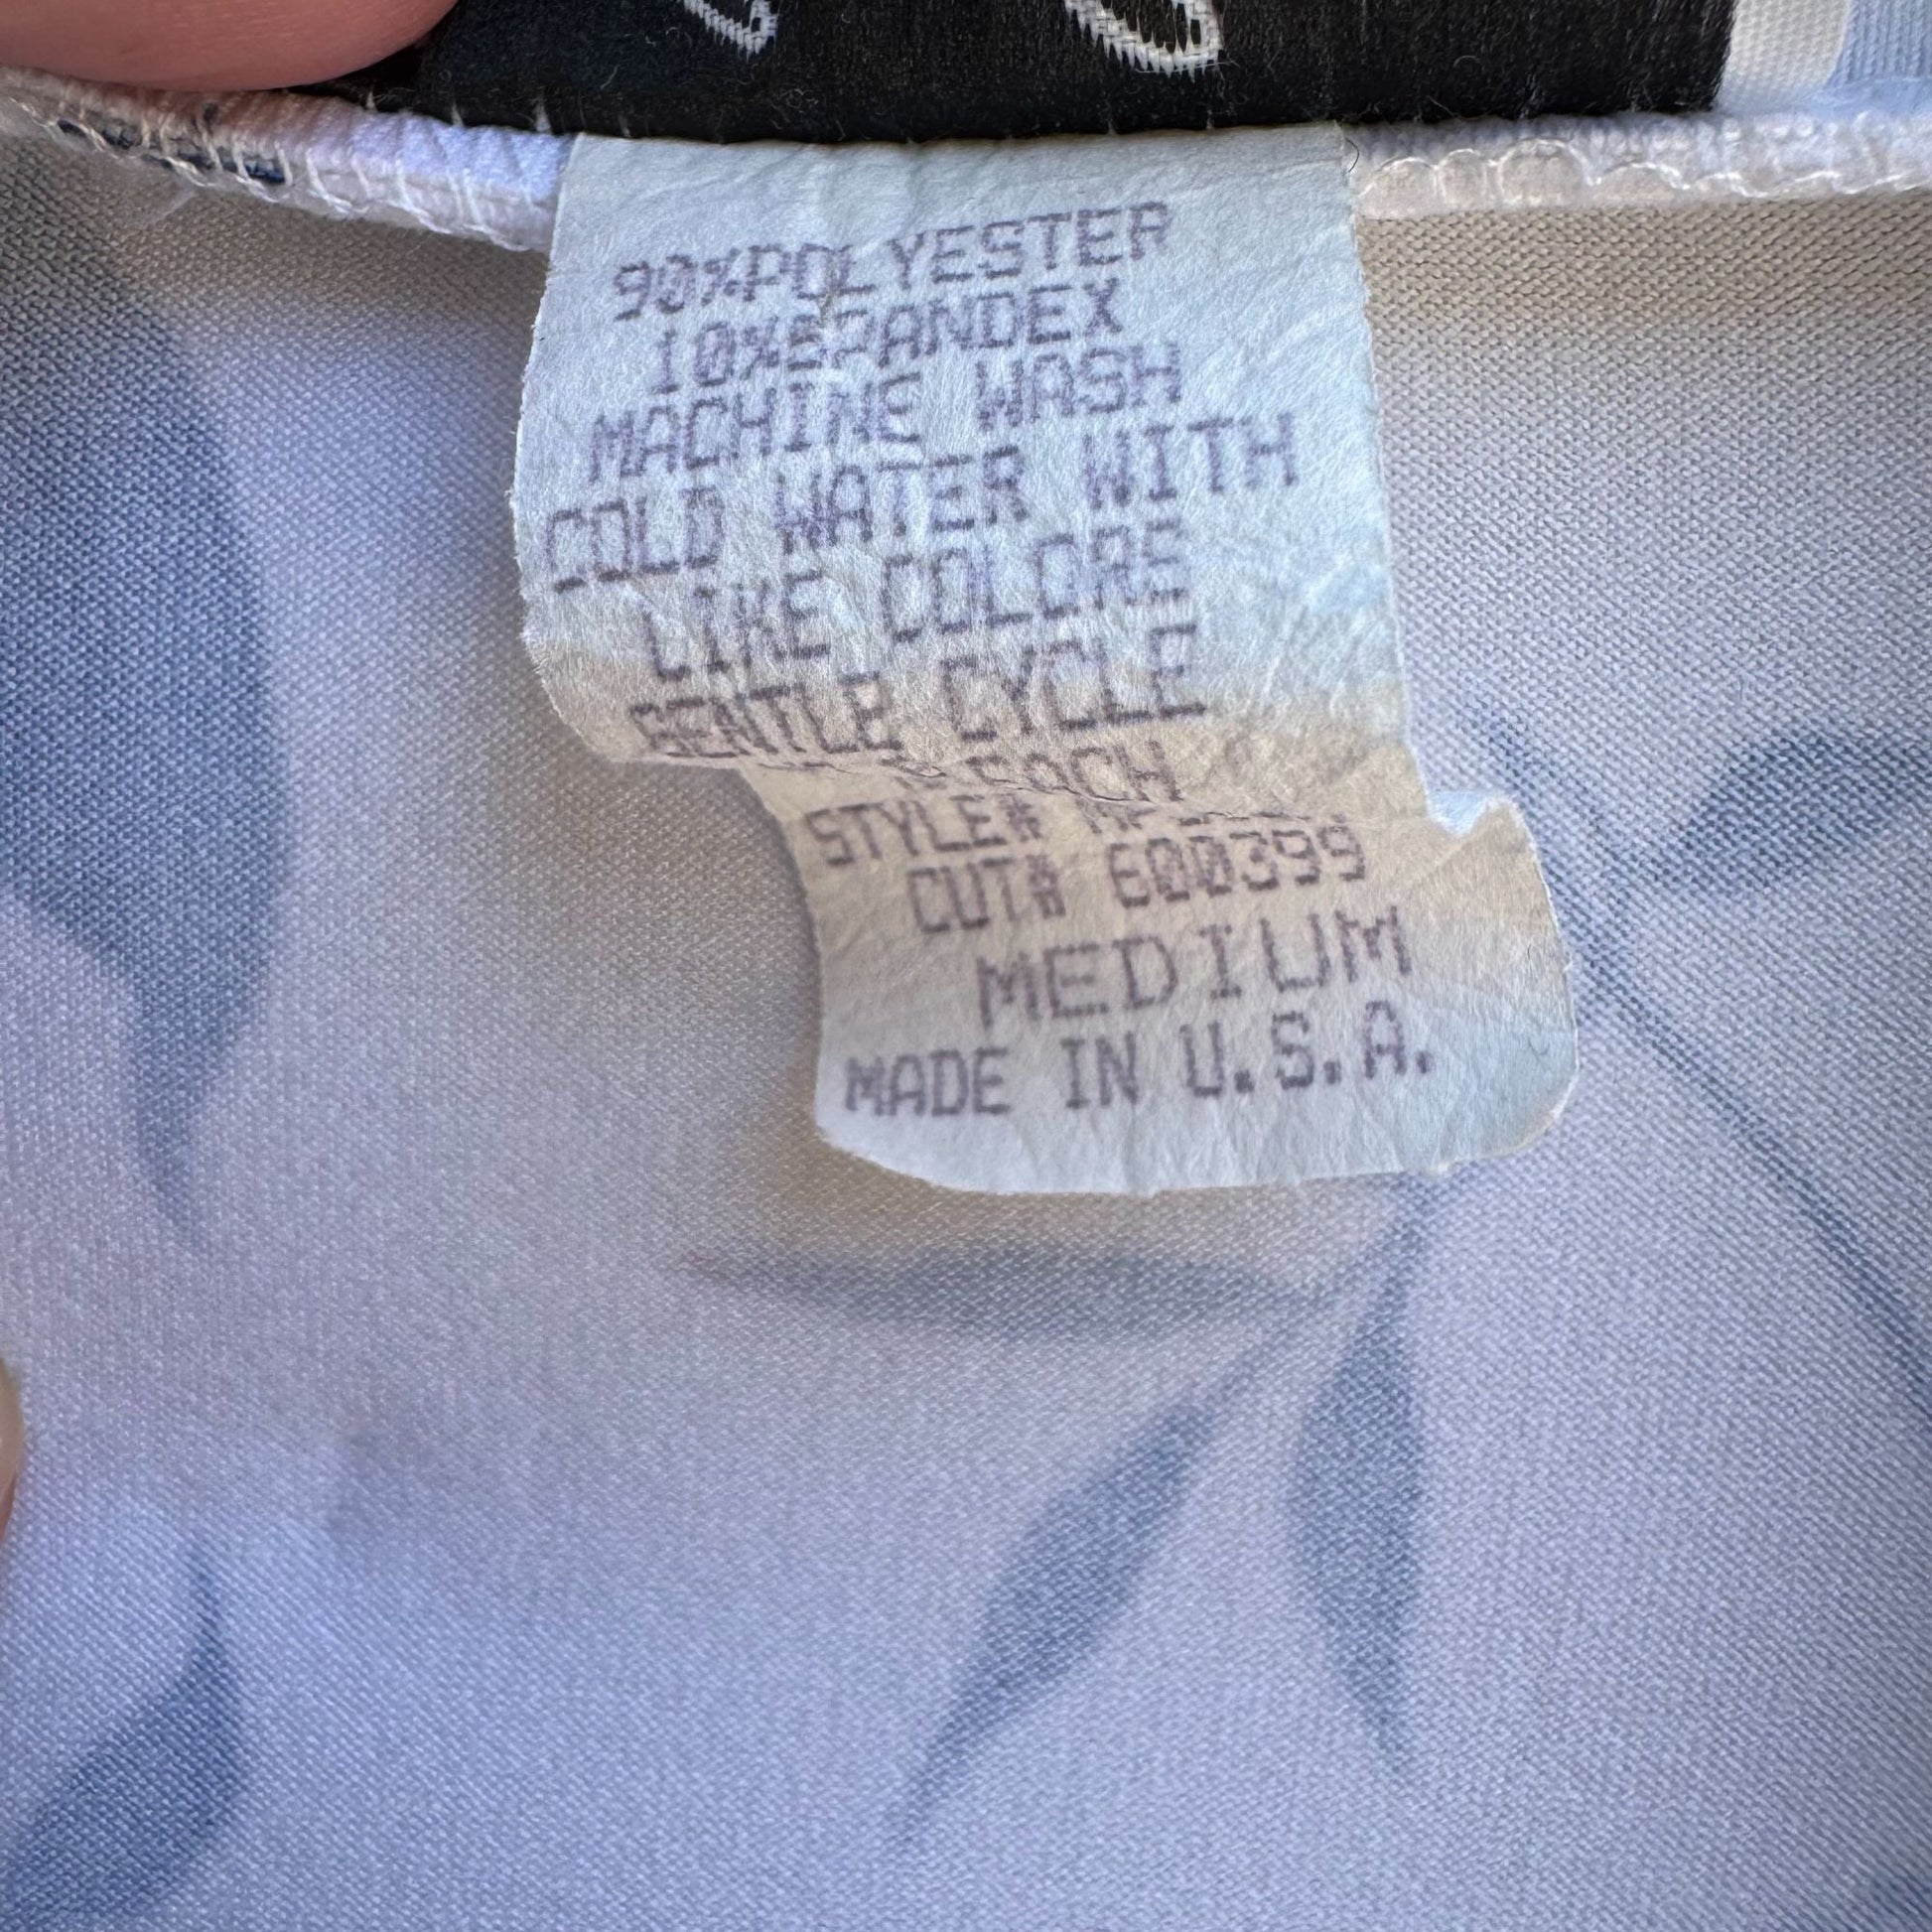 90%POLYESTER
10%SPANDEX
MACHINE WASH
COLD WATER WITH
LIKE COLORS
GENTLE CYCLE
STYLE#
CUT# 600399
MEDIUM
MADE IN U.S.A.